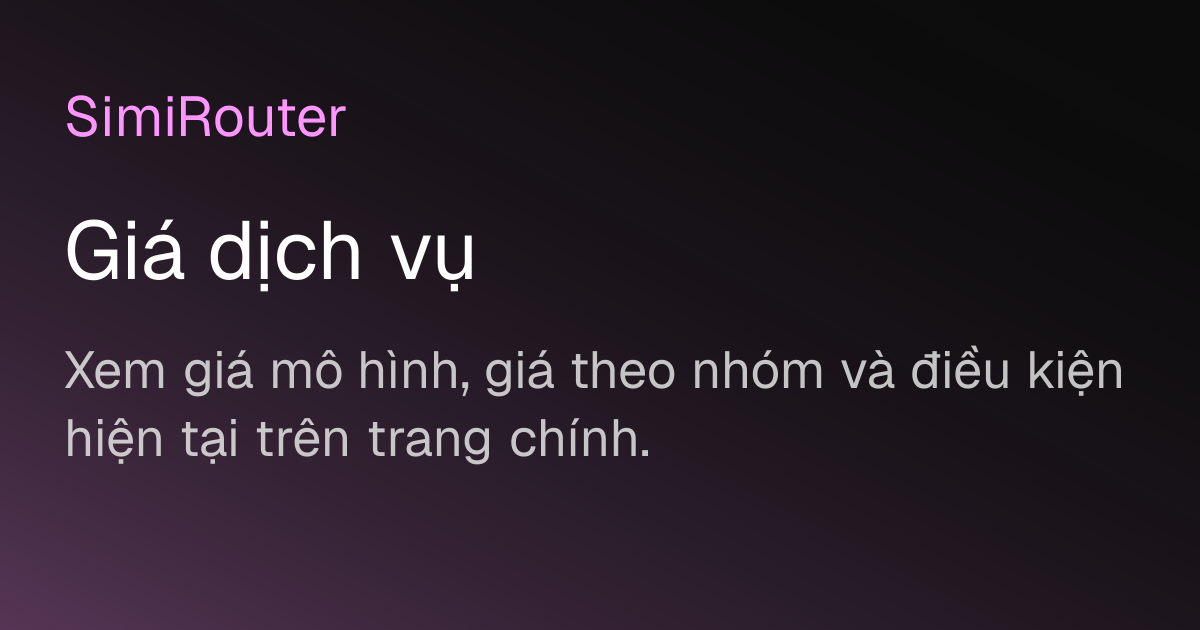 SimiRouter
Giá dịch vụ
Xem giá mô hình, giá theo nhóm và điều kiện
hiện tại trên trang chính.